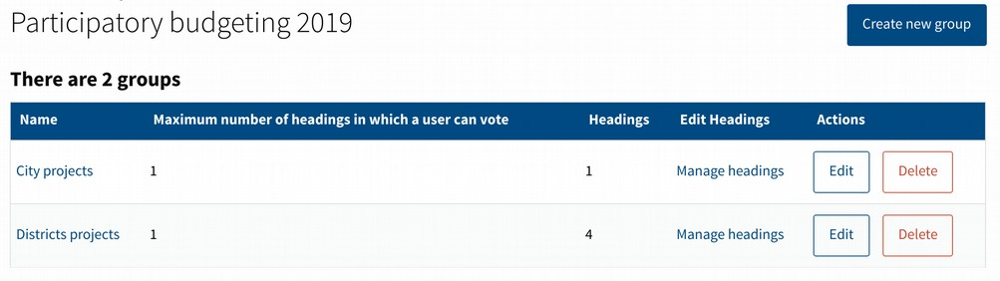 Participatory budgeting 2019
Create new group
There are 2 groups
Name Maximum number of headings in which a user can vote Headings Edit Headings Actions
City projects 1 1 Manage headings Edit Delete
Districts projects 1 4 Manage headings Edit Delete